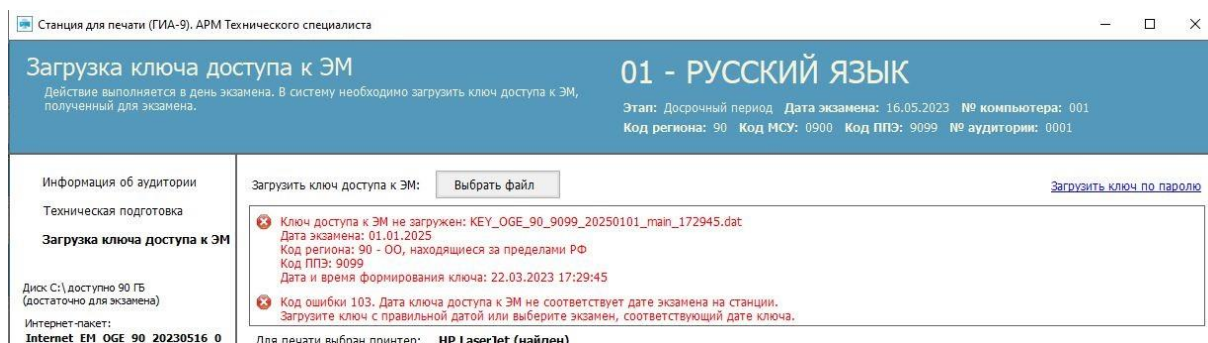 Станция для печати (ГИА-9). АРМ Технического специалиста
Загрузка ключа доступа к ЭМ
Действие выполняется в день экзамена. В систему необходимо загрузить ключ доступа к ЭМ,
полученный для экзамена.
01 - РУССКИЙ ЯЗЫК
Этап: Досрочный период Дата экзамена: 16.05.2023 № компьютера: 001
Код региона: 90 Код МСУ: 0900 Код ППЭ: 9099 № аудитории: 0001
Информация об аудитории
Техническая подготовка
Загрузка ключа доступа к ЭМ
Диск C:\ доступно 90 ГБ
(достаточно для экзамена)
Интернет-пакет:
Internet_EM_OGE_90_20230516_0
Загрузить ключ доступа к ЭМ: Выбрать файл
Загрузить ключ по паролю
Ключ доступа к ЭМ не загружен: KEY_OGE_90_9099_20250101_main_172945.dat
Дата экзамена: 01.01.2025
Код региона: 90 - ОО, находящиеся за пределами РФ
Код ППЭ: 9099
Дата и время формирования ключа: 22.03.2023 17:29:45
Код ошибки 103. Дата ключа доступа к ЭМ не соответствует дате экзамена на станции.
Загрузите ключ с правильной датой или выберите экзамен, соответствующий дате ключа.
Для печати выбран принтер: HP LaserJet (найден)